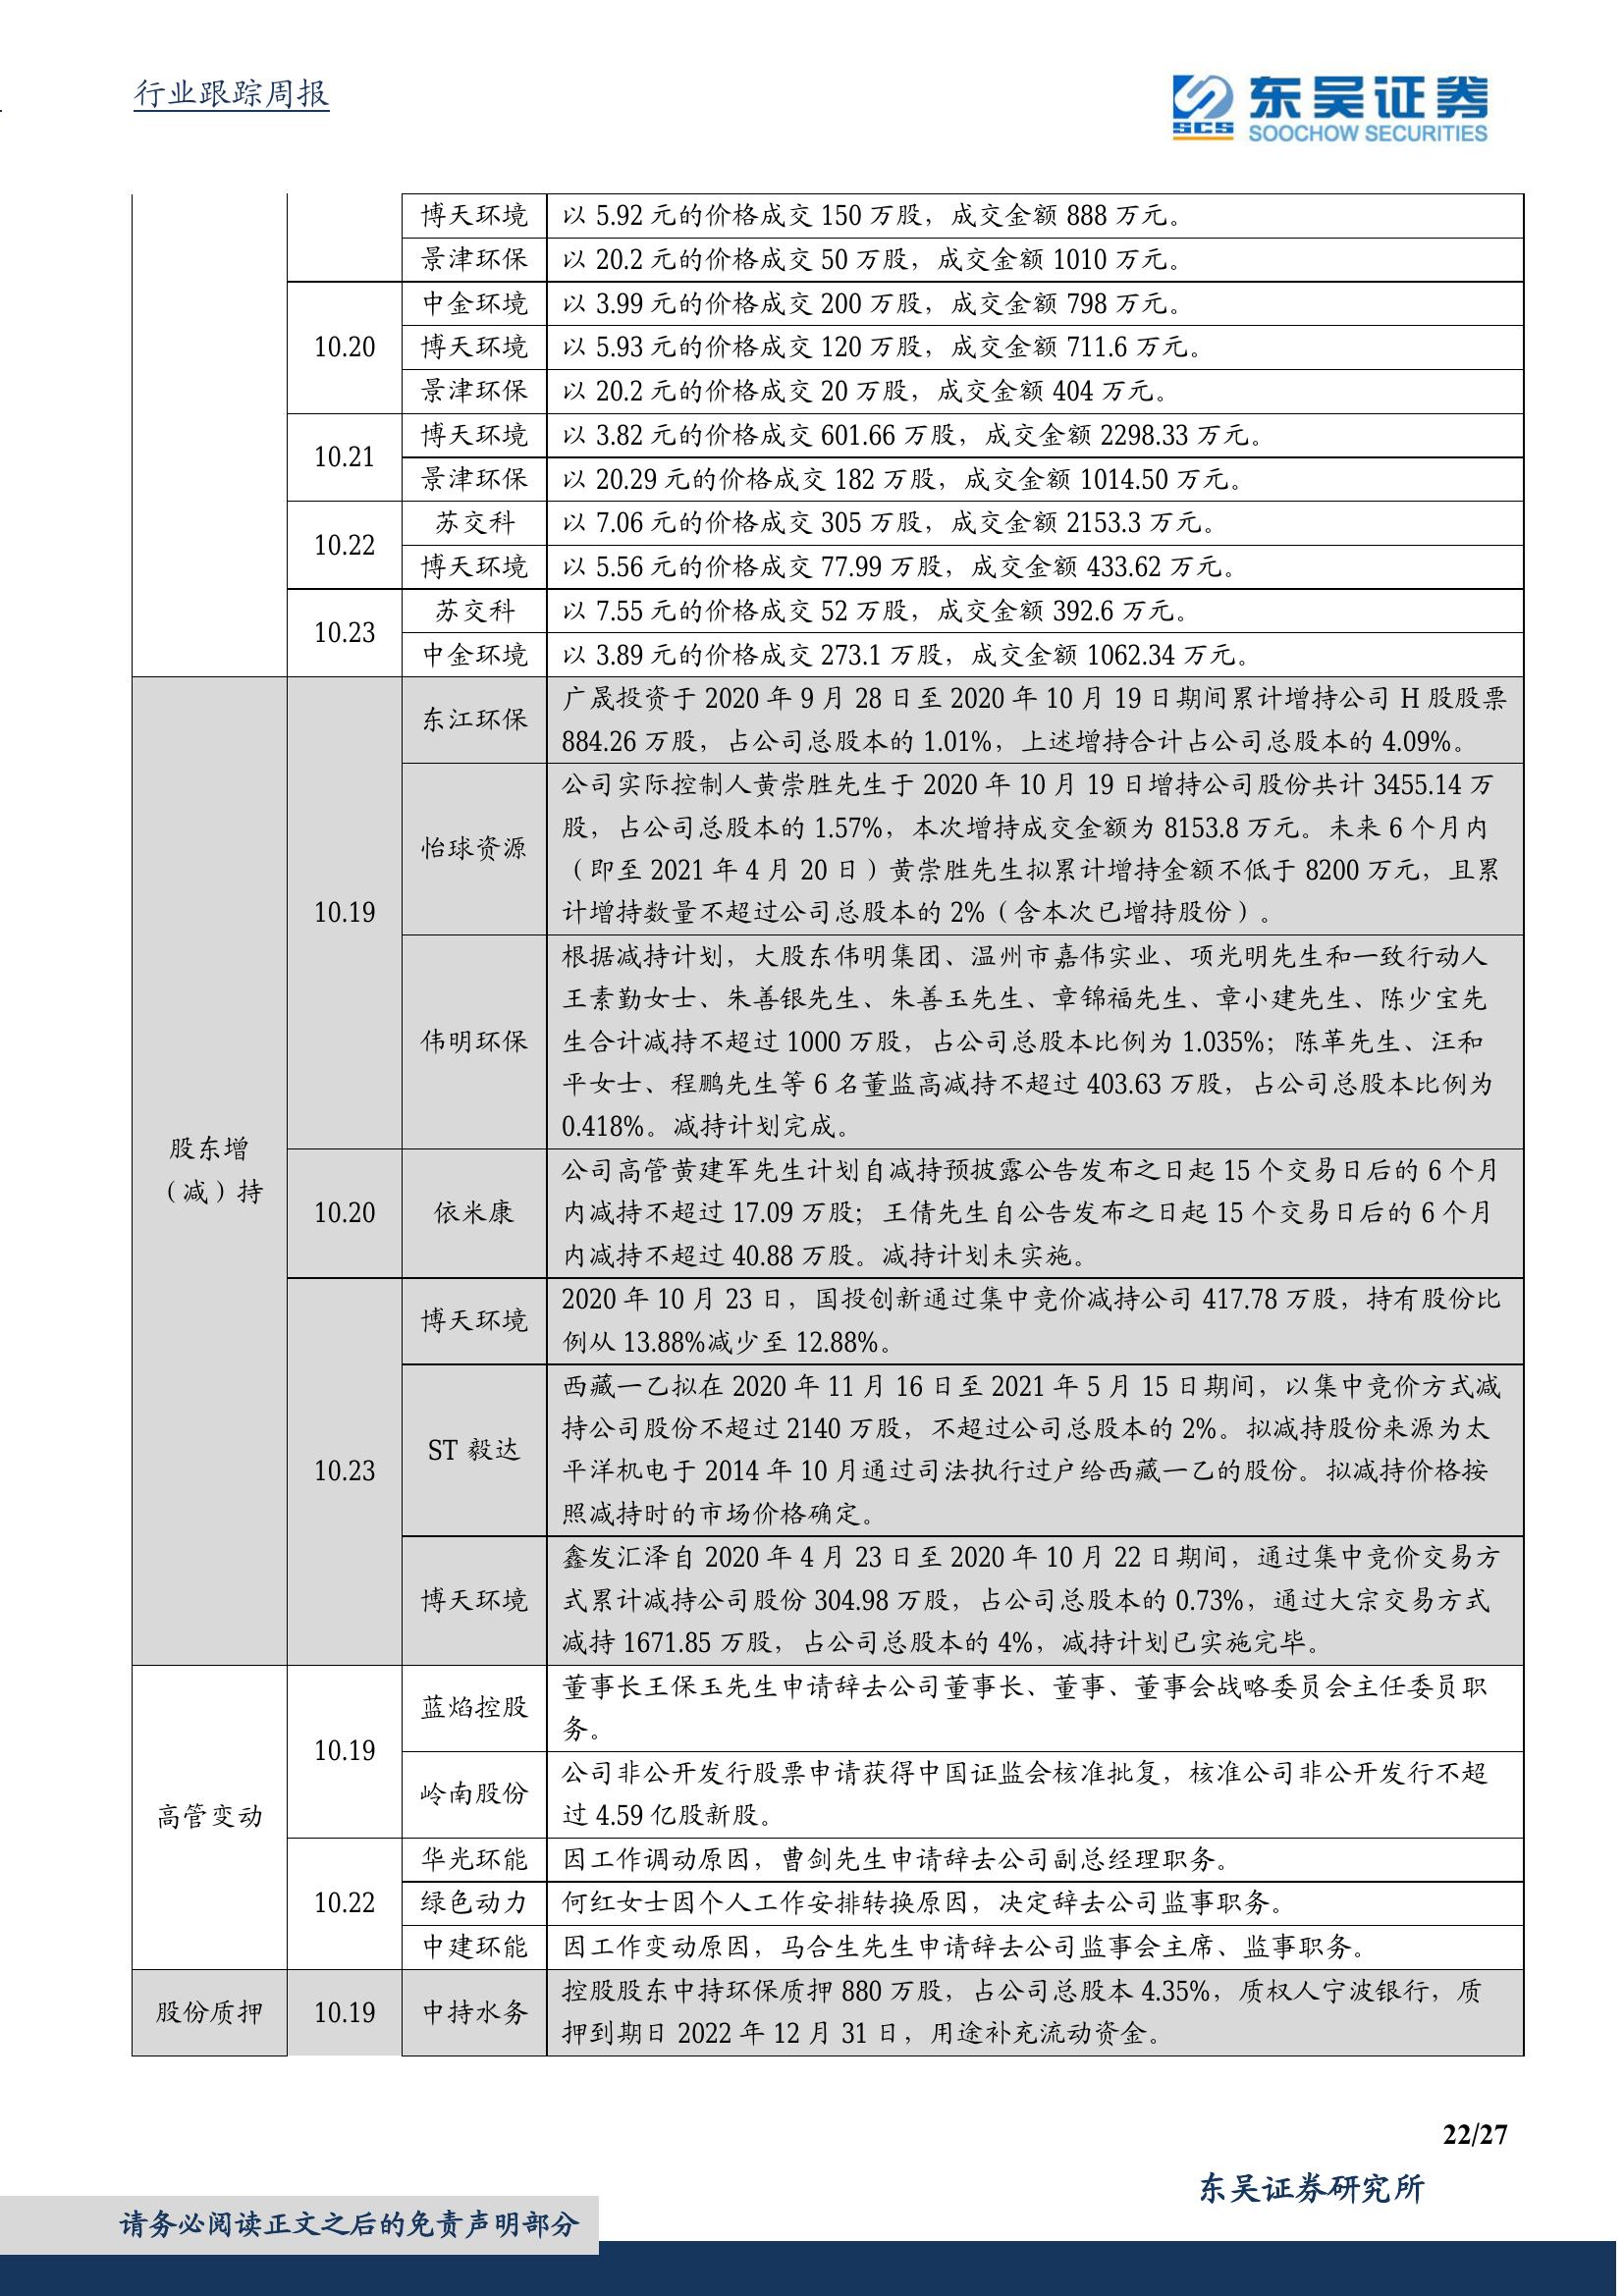 行业跟踪周报
SCS
东吴证券
SOOCHOW SECURITIES
博天环境 以 5.92 元的价格成交 150 万股，成交金额 888 万元。
景津环保 以 20.2 元的价格成交 50 万股，成交金额 1010 万元。
10.20
中金环境 以 3.99 元的价格成交 200 万股，成交金额 798 万元。
博天环境 以 5.93 元的价格成交 120 万股，成交金额 711.6 万元。
景津环保 以 20.2 元的价格成交 20 万股，成交金额 404 万元。
10.21
博天环境 以 3.82 元的价格成交 601.66 万股，成交金额 2298.33 万元。
景津环保 以 20.29 元的价格成交 182 万股，成交金额 1014.50 万元。
10.22
苏交科 以 7.06 元的价格成交 305 万股，成交金额 2153.3 万元。
博天环境 以 5.56 元的价格成交 77.99 万股，成交金额 433.62 万元。
10.23
苏交科 以 7.55 元的价格成交 52 万股，成交金额 392.6 万元。
中金环境 以 3.89 元的价格成交 273.1 万股，成交金额 1062.34 万元。
股东增
（减）持
10.19
东江环保
广晟投资于 2020 年 9 月 28 日至 2020 年 10 月 19 日期间累计增持公司 H 股股票
884.26 万股，占公司总股本的 1.01%，上述增持合计占公司总股本的 4.09%。
怡球资源
公司实际控制人黄崇胜先生于 2020 年 10 月 19 日增持公司股份共计 3455.14 万
股，占公司总股本的 1.57%，本次增持成交金额为 8153.8 万元。未来 6 个月内
（即至 2021 年 4 月 20 日）黄崇胜先生拟累计增持金额不低于 8200 万元，且累
计增持数量不超过公司总股本的 2%（含本次已增持股份）。
伟明环保
根据减持计划，大股东伟明集团、温州市嘉伟实业、项光明先生和一致行动人
王素勤女士、朱善银先生、朱善玉先生、章锦福先生、章小建先生、陈少宝先
生合计减持不超过 1000 万股，占公司总股本比例为 1.035%；陈革先生、汪和
平女士、程鹏先生等 6 名董监高减持不超过 403.63 万股，占公司总股本比例为
0.418%。减持计划完成。
10.20
依米康
公司高管黄建军先生计划自减持预披露公告发布之日起 15 个交易日后的 6 个月
内减持不超过 17.09 万股；王倩先生自公告发布之日起 15 个交易日后的 6 个月
内减持不超过 40.88 万股。减持计划未实施。
10.23
博天环境
2020 年 10 月 23 日，国投创新通过集中竞价减持公司 417.78 万股，持有股份比
例从 13.88%减少至 12.88%。
ST 毅达
西藏一乙拟在 2020 年 11 月 16 日至 2021 年 5 月 15 日期间，以集中竞价方式减
持公司股份不超过 2140 万股，不超过公司总股本的 2%。拟减持股份来源为太
平洋机电于 2014 年 10 月通过司法执行过户给西藏一乙的股份。拟减持价格按
照减持时的市场价格确定。
博天环境
鑫发汇泽自 2020 年 4 月 23 日至 2020 年 10 月 22 日期间，通过集中竞价交易方
式累计减持公司股份 304.98 万股，占公司总股本的 0.73%，通过大宗交易方式
减持 1671.85 万股，占公司总股本的 4%，减持计划已实施完毕。
高管变动
10.19
蓝焰控股
董事长王保玉先生申请辞去公司董事长、董事、董事会战略委员会主任委员职
务。
岭南股份
公司非公开发行股票申请获得中国证监会核准批复，核准公司非公开发行不超
过 4.59 亿股新股。
10.22
华光环能 因工作调动原因，曹剑先生申请辞去公司副总经理职务。
绿色动力 何红女士因个人工作安排转换原因，决定辞去公司监事职务。
中建环能 因工作变动原因，马合生先生申请辞去公司监事会主席、监事职务。
股份质押 10.19 中持水务
控股股东中持环保质押 880 万股，占公司总股本 4.35%，质权人宁波银行，质
押到期日 2022 年 12 月 31 日，用途补充流动资金。
22/27
东吴证券研究所
请务必阅读正文之后的免责声明部分